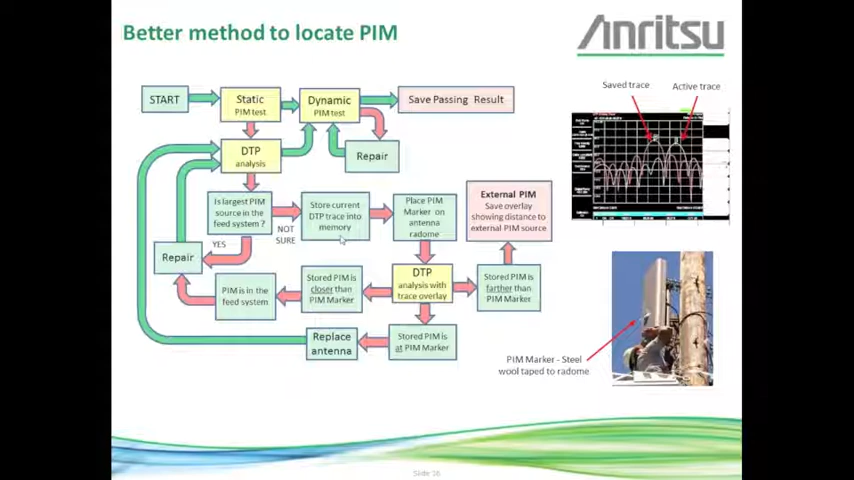 Better method to locate PIM
Anritsu
START
Static
PIM test
Dynamic
PIM test
Save Passing Result
DTP
analysis
Repair
Is largest PIM
source in the
feed system?
YES
NOT
SURE
Store current
DTP trace into
memory
Place PIM
Marker on
antenna
radome
External PIM
Save overlay
showing distance to
external PIM source
Repair
PIM is in the
feed system
Stored PIM is
closer than
PIM Marker
DTP
analysis with
trace overlay
Stored PIM is
farther than
PIM Marker
Replace
antenna
Stored PIM is
at PIM Marker
Saved trace
Active trace
PIM Marker - Steel
wool taped to radome
Slide 16